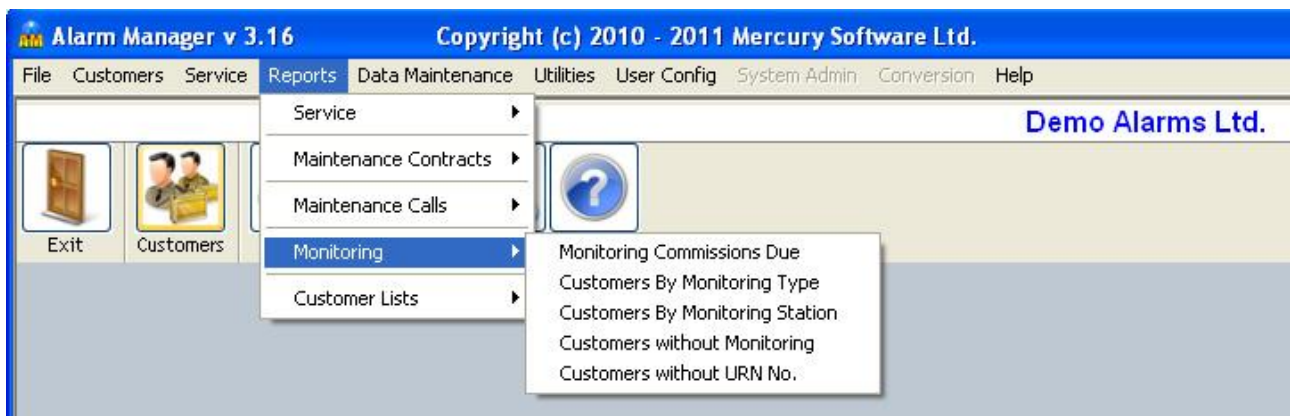 Alarm Manager v 3.16 Copyright (c) 2010 - 2011 Mercury Software Ltd.
File Customers Service Reports Data Maintenance Utilities User Config System Admin Conversion Help
Demo Alarms Ltd.
Exit Customers
Service
Maintenance Contracts
Maintenance Calls
Monitoring
Customer Lists
Monitoring Commissions Due
Customers By Monitoring Type
Customers By Monitoring Station
Customers without Monitoring
Customers without URN No.